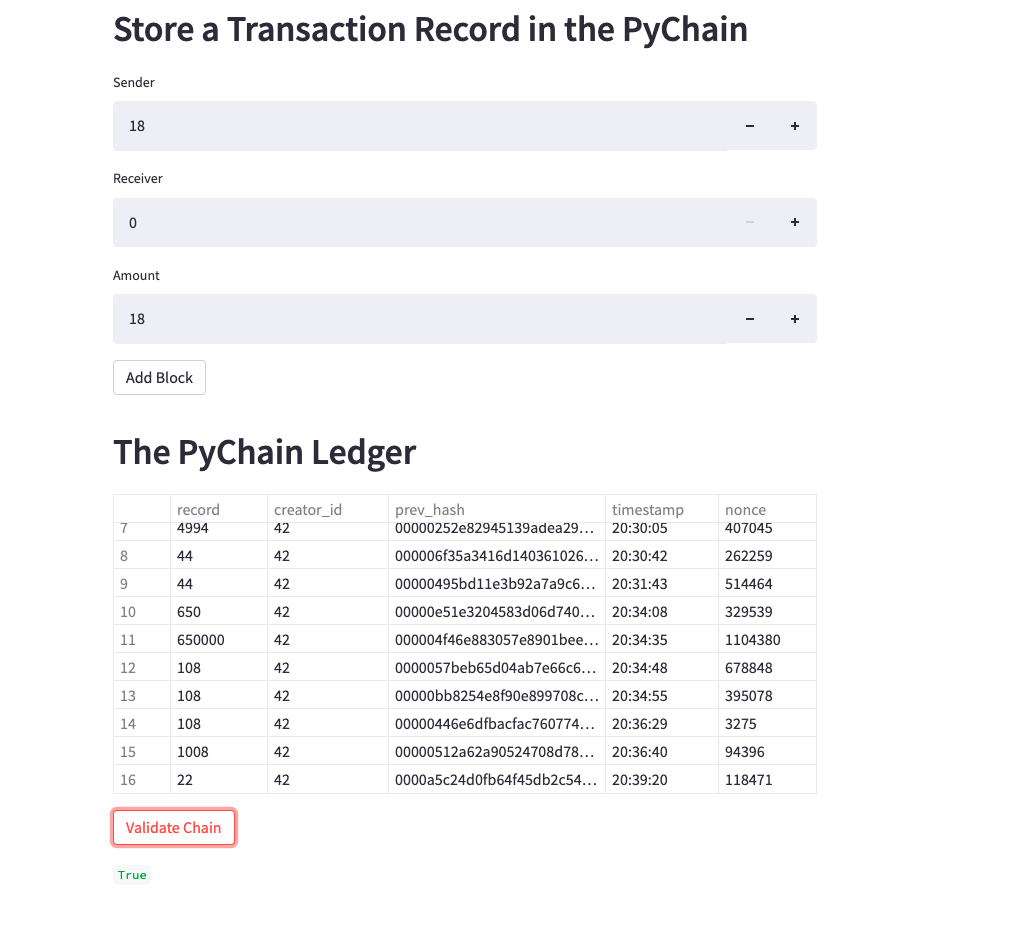 Store a Transaction Record in the PyChain
Sender
18 − +
Receiver
0 − +
Amount
18 − +
Add Block
The PyChain Ledger
record creator_id prev_hash timestamp nonce
7 4994 42 00000252e82945139adea29... 20:30:05 407045
8 44 42 000006f35a3416d140361026... 20:30:42 262259
9 44 42 00000495bd11e3b92a7a9c6... 20:31:43 514464
10 650 42 00000e51e3204583d06d740... 20:34:08 329539
11 650000 42 000004f46e883057e8901bee... 20:34:35 1104380
12 108 42 0000057beb65d04ab7e66c6... 20:34:48 678848
13 108 42 00000bb8254e8f90e899708c... 20:34:55 395078
14 108 42 00000446e6dfbacfac760774... 20:36:29 3275
15 1008 42 00000512a62a90524708d78... 20:36:40 94396
16 22 42 0000a5c24d0fb64f45db2c54... 20:39:20 118471
Validate Chain
True